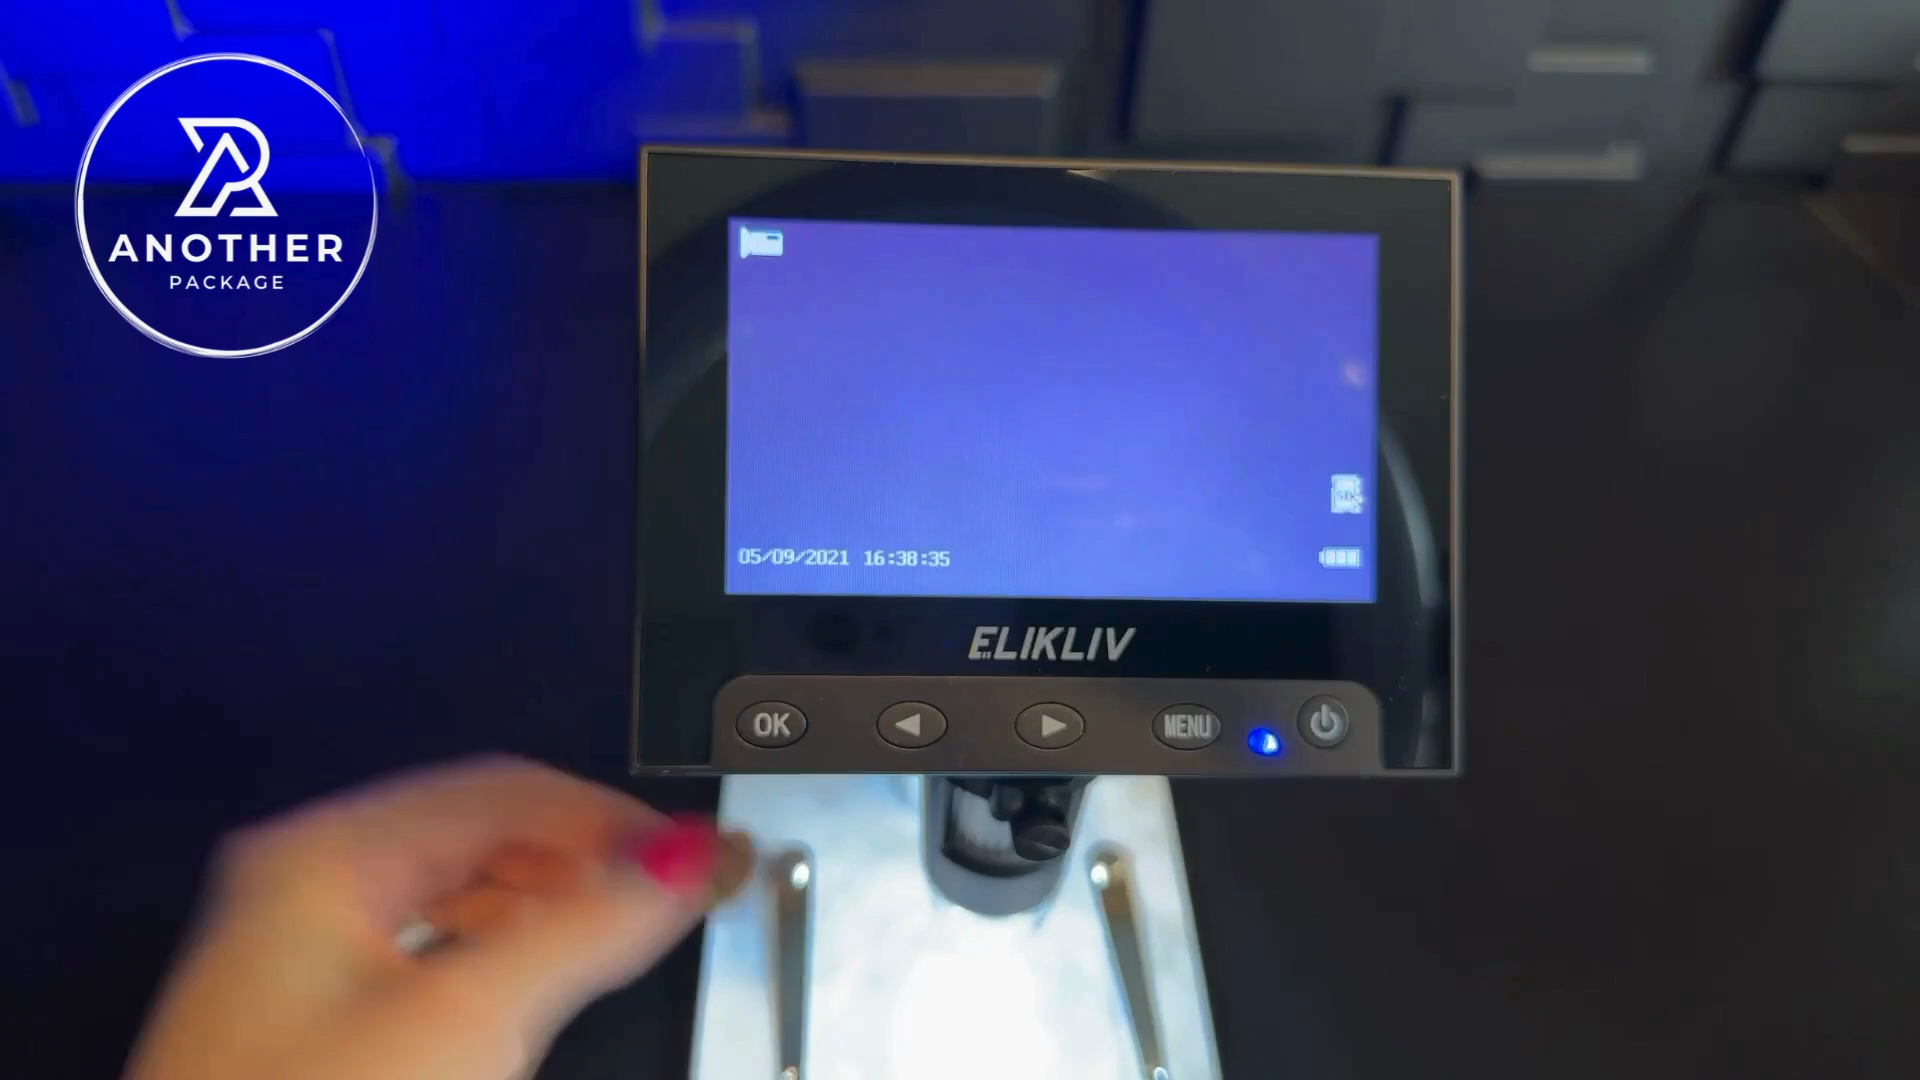 ANOTHER
PACKAGE
05/09/2021 16:38:35
ELIKLIV
OK
MENU